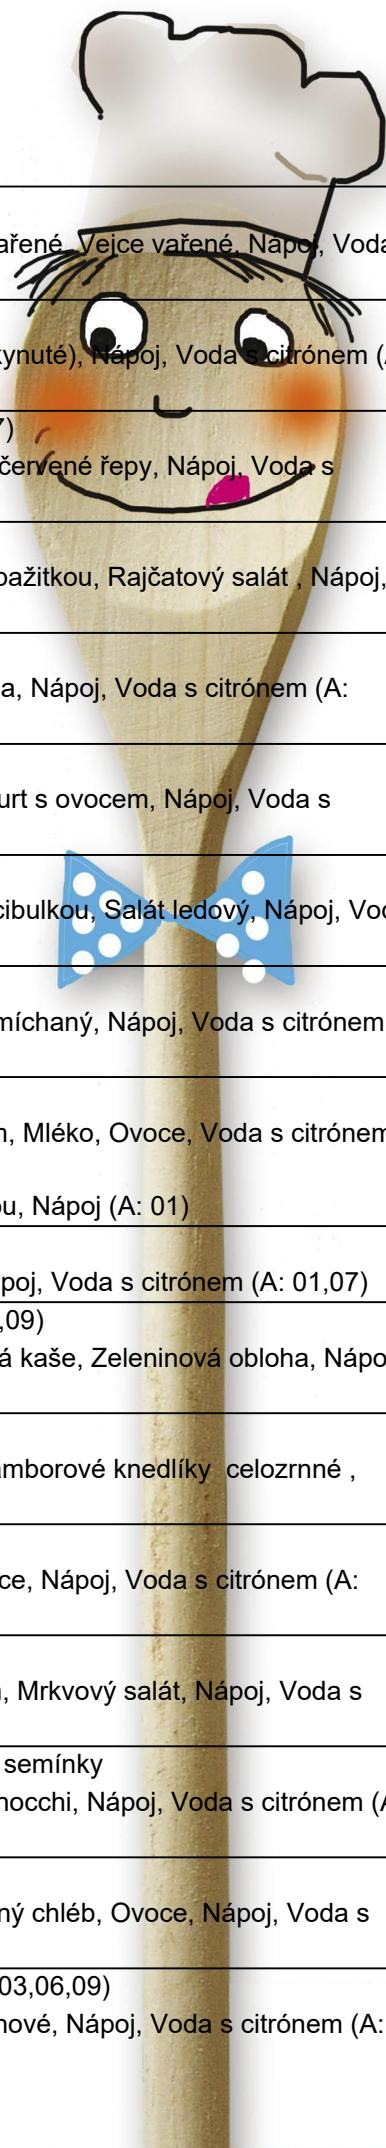 ařené, Vejce vařené, Nápoj, Voda
kynuté), Nápoj, Voda s citrónem (
7)
červené řepy, Nápoj, Voda s
pažitkou, Rajčatový salát , Nápoj,
a, Nápoj, Voda s citrónem (A:
urt s ovocem, Nápoj, Voda s
cibulkou, Salát ledový, Nápoj, Vod
míchaný, Nápoj, Voda s citrónem
, Mléko, Ovoce, Voda s citrónem
ou, Nápoj (A: 01)
poj, Voda s citrónem (A: 01,07)
,09)
á kaše, Zeleninová obloha, Nápo
amborové knedlíky celozrnné ,
ce, Nápoj, Voda s citrónem (A:
, Mrkvový salát, Nápoj, Voda s
semínky
nocchi, Nápoj, Voda s citrónem (A
ný chléb, Ovoce, Nápoj, Voda s
03,06,09)
nové, Nápoj, Voda s citrónem (A: